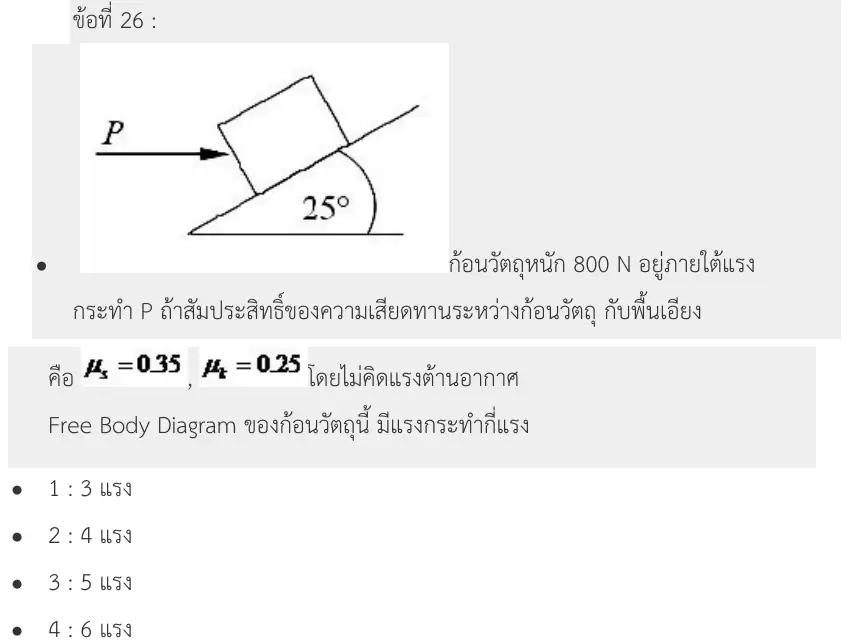 ข้อที่ 26 :
P
25°
ก้อนวัตถุหนัก 800 N อยู่ภายใต้แรง
กระทำ P ถ้าสัมประสิทธิ์ของความเสียดทานระหว่างก้อนวัตถุ กับพื้นเอียง
คือ μs = 0.35 , μk = 0.25 โดยไม่คิดแรงต้านอากาศ
Free Body Diagram ของก้อนวัตถุนี้ มีแรงกระทำกี่แรง
1 : 3 แรง
2 : 4 แรง
3 : 5 แรง
4 : 6 แรง